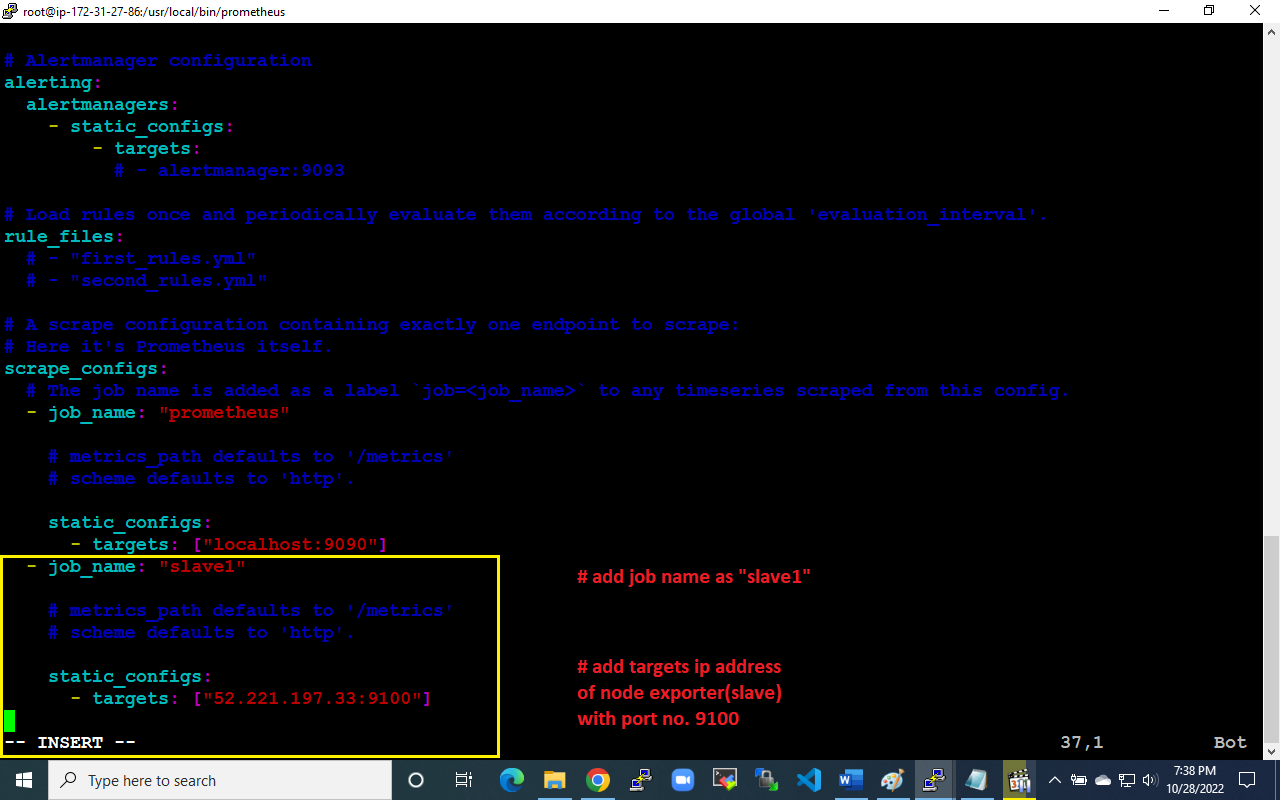 root@ip-172-31-27-86:/usr/local/bin/prometheus
# Alertmanager configuration
alerting:
  alertmanagers:
    - static_configs:
        - targets:
          # - alertmanager:9093
# Load rules once and periodically evaluate them according to the global 'evaluation_interval'.
rule_files:
  # - "first_rules.yml"
  # - "second_rules.yml"
# A scrape configuration containing exactly one endpoint to scrape:
# Here it's Prometheus itself.
scrape_configs:
  # The job name is added as a label `job=<job_name>` to any timeseries scraped from this config.
  - job_name: "prometheus"
    # metrics_path defaults to '/metrics'
    # scheme defaults to 'http'.
    static_configs:
      - targets: ["localhost:9090"]
  - job_name: "slave1"
# add job name as "slave1"
    # metrics_path defaults to '/metrics'
    # scheme defaults to 'http'.
    static_configs:
      - targets: ["52.221.197.33:9100"]
# add targets ip address
of node exporter(slave)
with port no. 9100
-- INSERT --
37,1
Bot
Type here to search
7:38 PM
10/28/2022